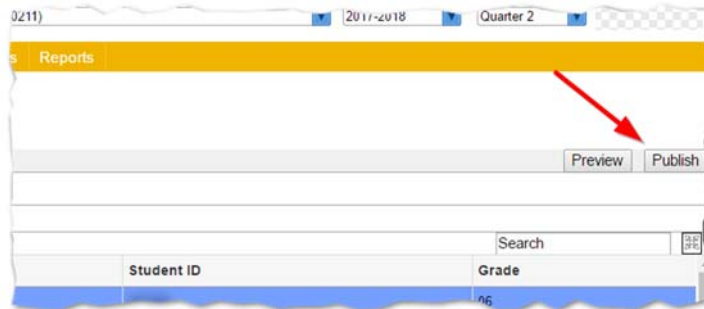 0211) 2017-2018 Quarter 2
s Reports
Preview Publish
Search
Student ID Grade
06